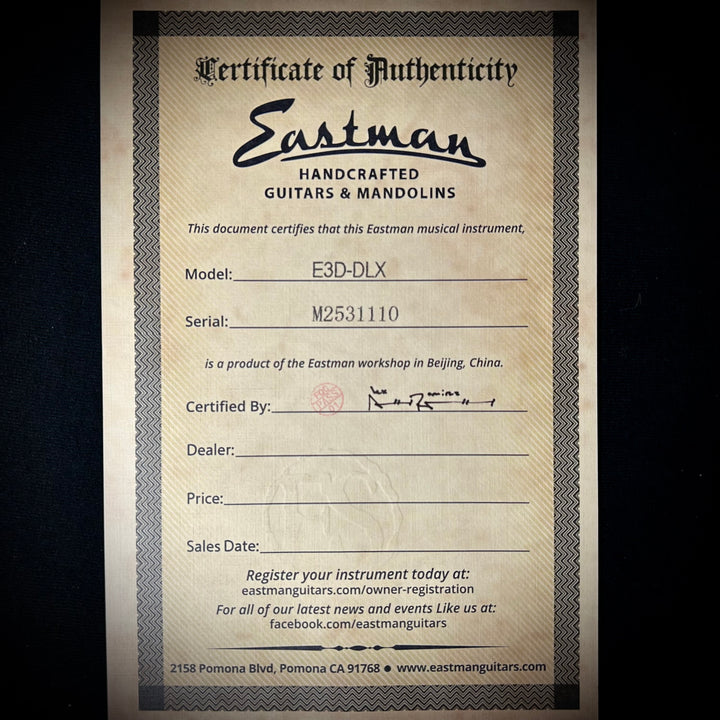 Certificate of Authenticity
Eastman
HANDCRAFTED
GUITARS & MANDOLINS
This document certifies that this Eastman musical instrument,
Model: E3D-DLX
Serial: M2531110
is a product of the Eastman workshop in Beijing, China.
Certified By:
Dealer:
Price:
Sales Date:
Register your instrument today at:
eastmanguitars.com/owner-registration
For all of our latest news and events Like us at:
facebook.com/eastmanguitars
2158 Pomona Blvd, Pomona CA 91768 ● www.eastmanguitars.com